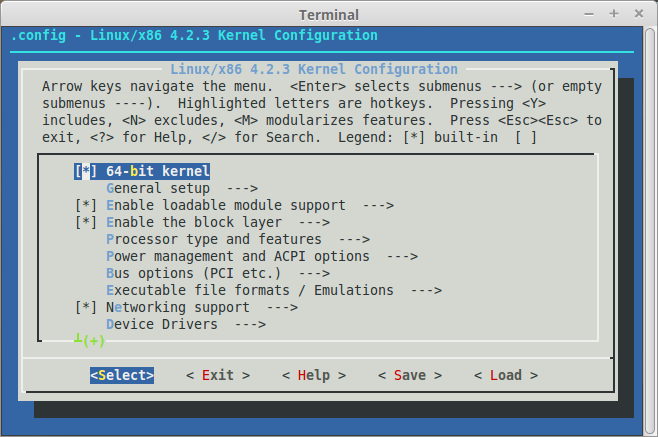 Terminal
.config - Linux/x86 4.2.3 Kernel Configuration
Linux/x86 4.2.3 Kernel Configuration
Arrow keys navigate the menu.  <Enter> selects submenus ---> (or empty
submenus ----).  Highlighted letters are hotkeys.  Pressing <Y>
includes, <N> excludes, <M> modularizes features.  Press <Esc><Esc> to
exit, <?> for Help, </> for Search.  Legend: [*] built-in  [ ]
[*] 64-bit kernel
General setup  --->
[*] Enable loadable module support  --->
[*] Enable the block layer  --->
Processor type and features  --->
Power management and ACPI options  --->
Bus options (PCI etc.)  --->
Executable file formats / Emulations  --->
[*] Networking support  --->
Device Drivers  --->
┴(+)
<Select>    < Exit >    < Help >    < Save >    < Load >